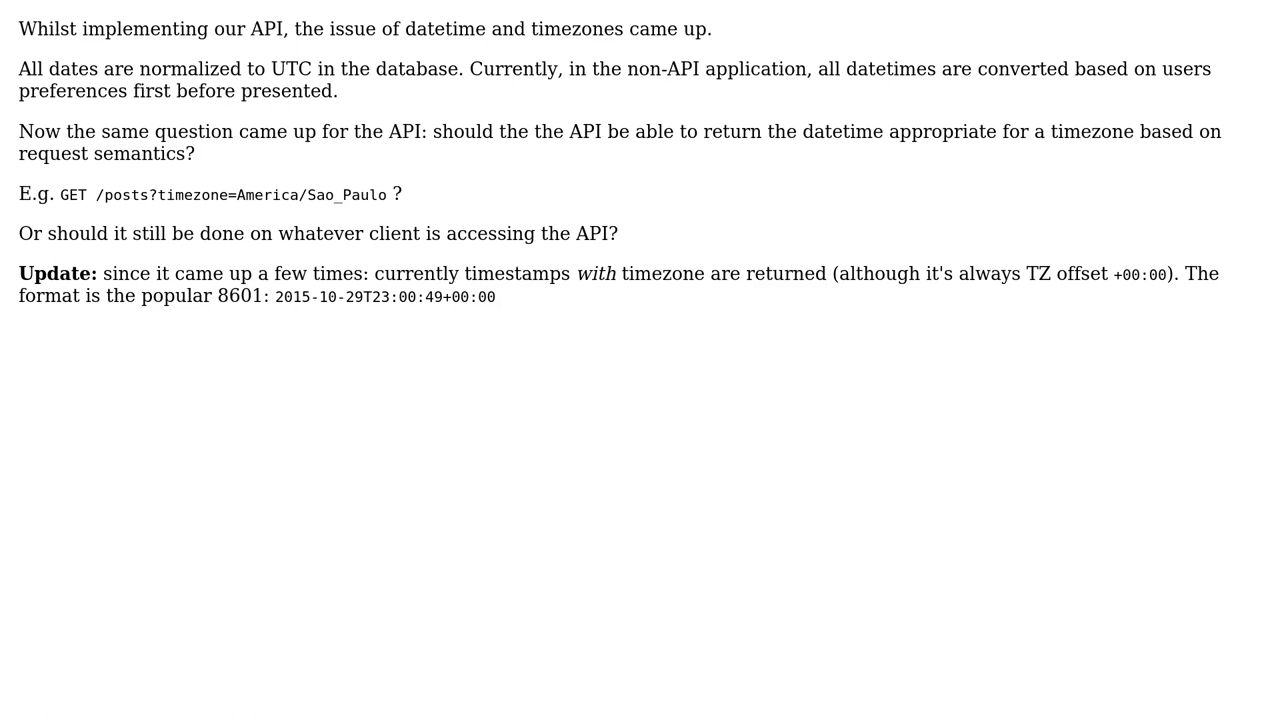 Whilst implementing our API, the issue of datetime and timezones came up.
All dates are normalized to UTC in the database. Currently, in the non-API application, all datetimes are converted based on users
preferences first before presented.
Now the same question came up for the API: should the the API be able to return the datetime appropriate for a timezone based on
request semantics?
E.g. GET /posts?timezone=America/Sao_Paulo ?
Or should it still be done on whatever client is accessing the API?
Update: since it came up a few times: currently timestamps with timezone are returned (although it's always TZ offset +00:00). The
format is the popular 8601: 2015-10-29T23:00:49+00:00